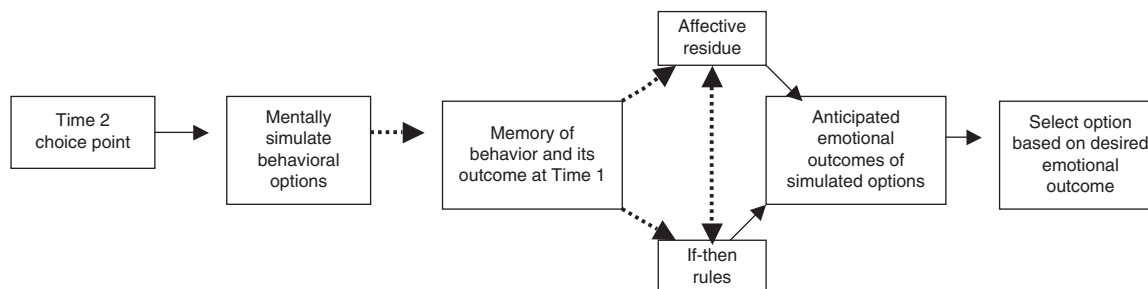 Time 2
choice point
Mentally
simulate
behavioral
options
Memory of
behavior and its
outcome at Time 1
Affective
residue
If-then
rules
Anticipated
emotional
outcomes of
simulated options
Select option
based on desired
emotional
outcome